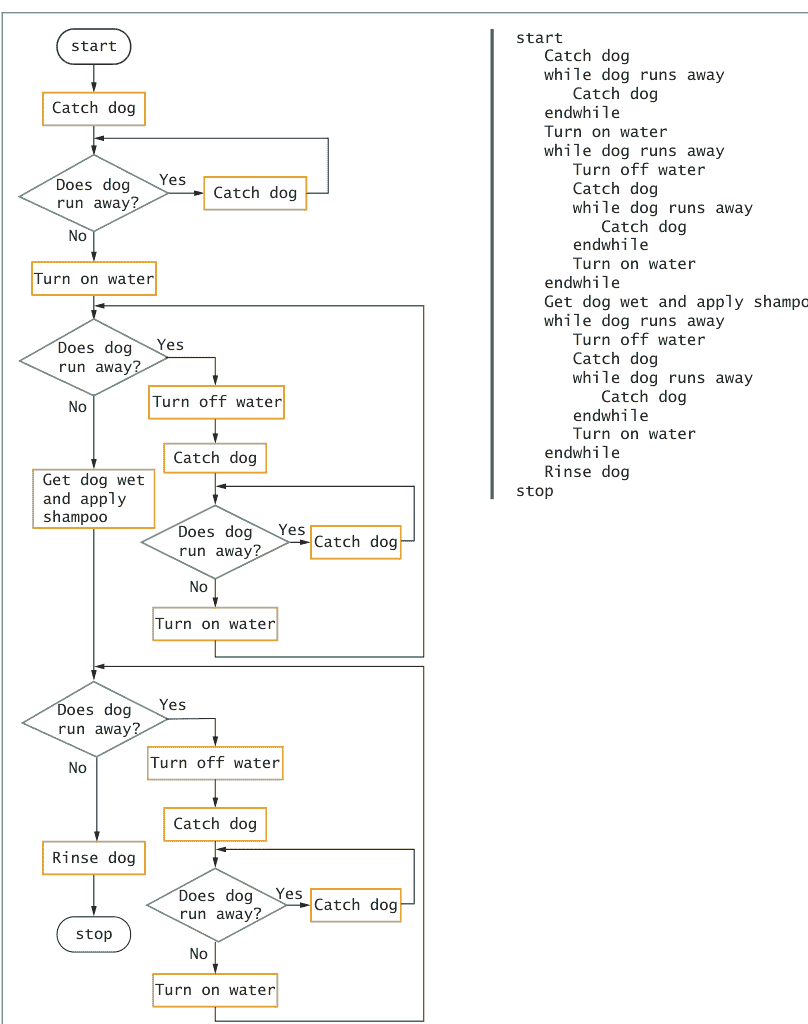 start
Catch dog
Does dog
run away?
Yes
Catch dog
No
Turn on water
Does dog
run away?
Yes
No
Turn off water
Catch dog
Get dog wet
and apply
shampoo
Does dog
run away?
Yes
Catch dog
No
Turn on water
Does dog
run away?
Yes
No
Turn off water
Catch dog
Rinse dog
Does dog
run away?
Yes
Catch dog
stop
No
Turn on water
start
Catch dog
while dog runs away
Catch dog
endwhile
Turn on water
while dog runs away
Turn off water
Catch dog
while dog runs away
Catch dog
endwhile
Turn on water
endwhile
Get dog wet and apply shampo
while dog runs away
Turn off water
Catch dog
while dog runs away
Catch dog
endwhile
Turn on water
endwhile
Rinse dog
stop